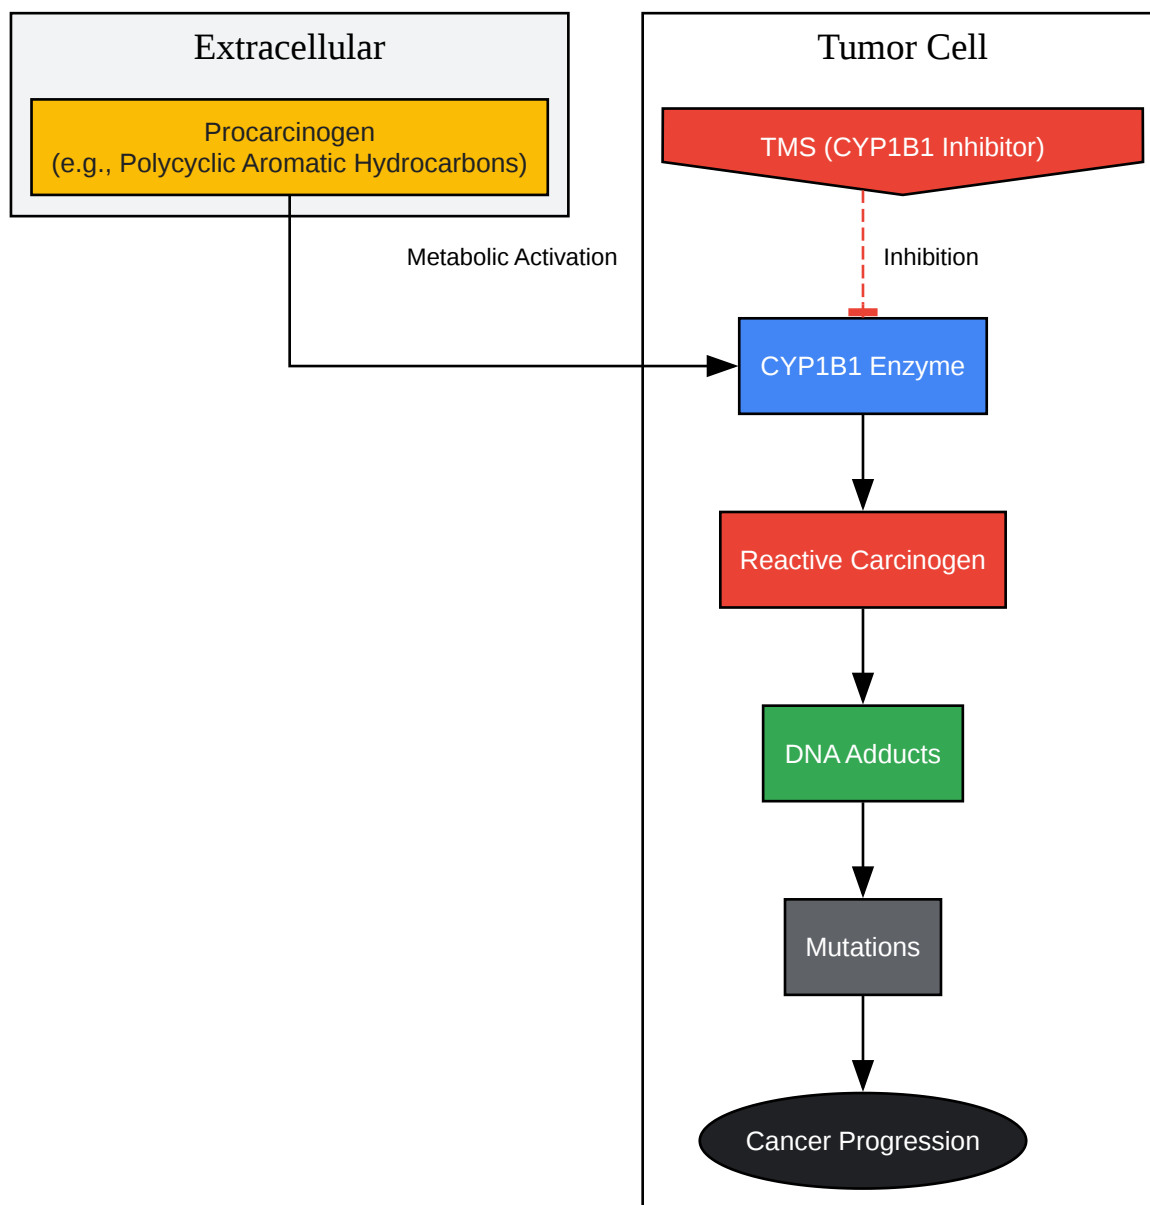 Extracellular
Procarcinogen
(e.g., Polycyclic Aromatic Hydrocarbons)
Tumor Cell
TMS (CYP1B1 Inhibitor)
Metabolic Activation
Inhibition
CYP1B1 Enzyme
Reactive Carcinogen
DNA Adducts
Mutations
Cancer Progression